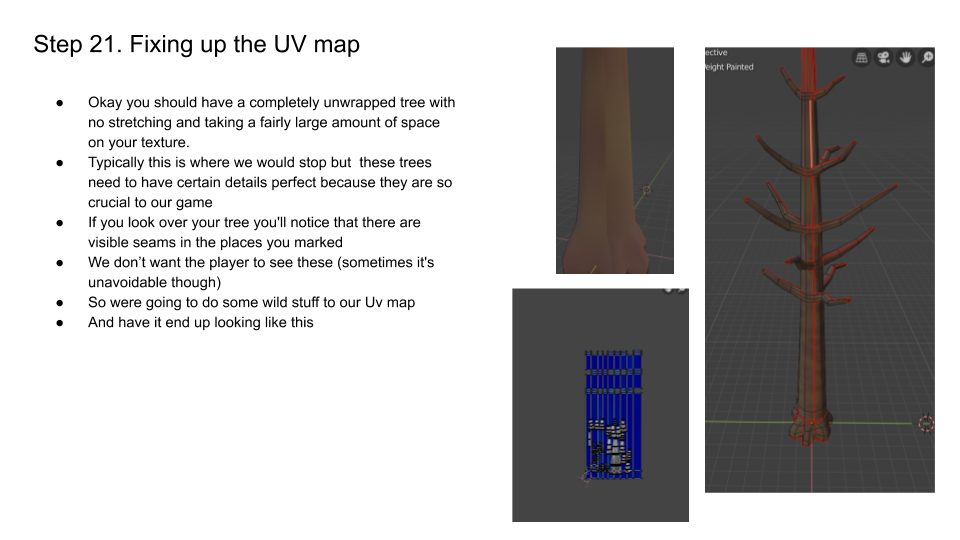 Step 21. Fixing up the UV map
● Okay you should have a completely unwrapped tree with
no stretching and taking a fairly large amount of space
on your texture.
● Typically this is where we would stop but  these trees
need to have certain details perfect because they are so
crucial to our game
● If you look over your tree you'll notice that there are
visible seams in the places you marked
● We don’t want the player to see these (sometimes it's
unavoidable though)
● So were going to do some wild stuff to our Uv map
● And have it end up looking like this
ective
eight Painted